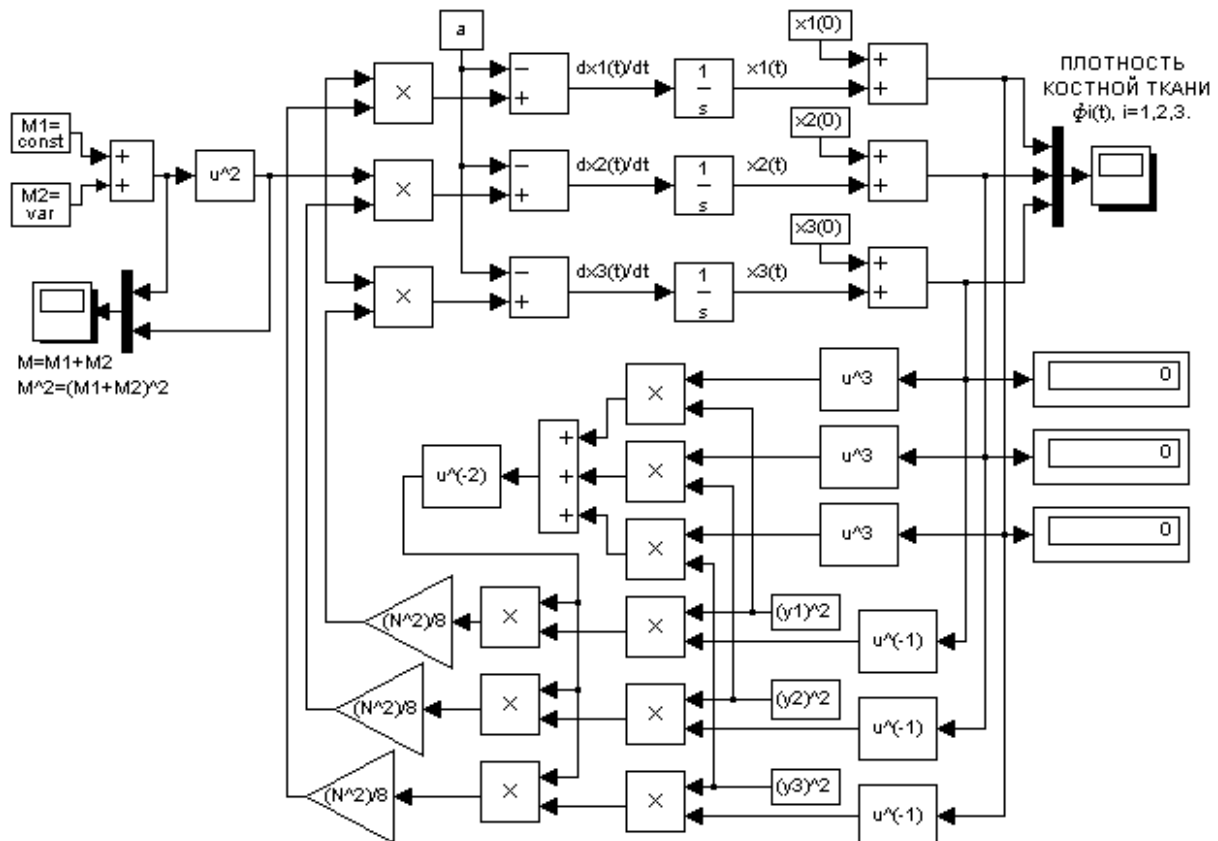 a
x1(0)
dx1(t)/dt
1
s
x1(t)
+
+
−
+
×
ПЛОТНОСТЬ
КОСТНОЙ ТКАНИ
ϕi(t), i=1,2,3.
M1=
const
M2=
var
+
+
u^2
x2(0)
×
−
+
dx2(t)/dt
1
s
x2(t)
+
+
x3(0)
×
−
+
dx3(t)/dt
1
s
x3(t)
+
+
M=M1+M2
M^2=(M1+M2)^2
×
u^3
0
u^(-2)
+
+
+
×
u^3
0
×
u^3
0
(N^2)/8
×
×
(y1)^2
u^(-1)
(N^2)/8
×
×
(y2)^2
u^(-1)
(N^2)/8
×
×
(y3)^2
u^(-1)